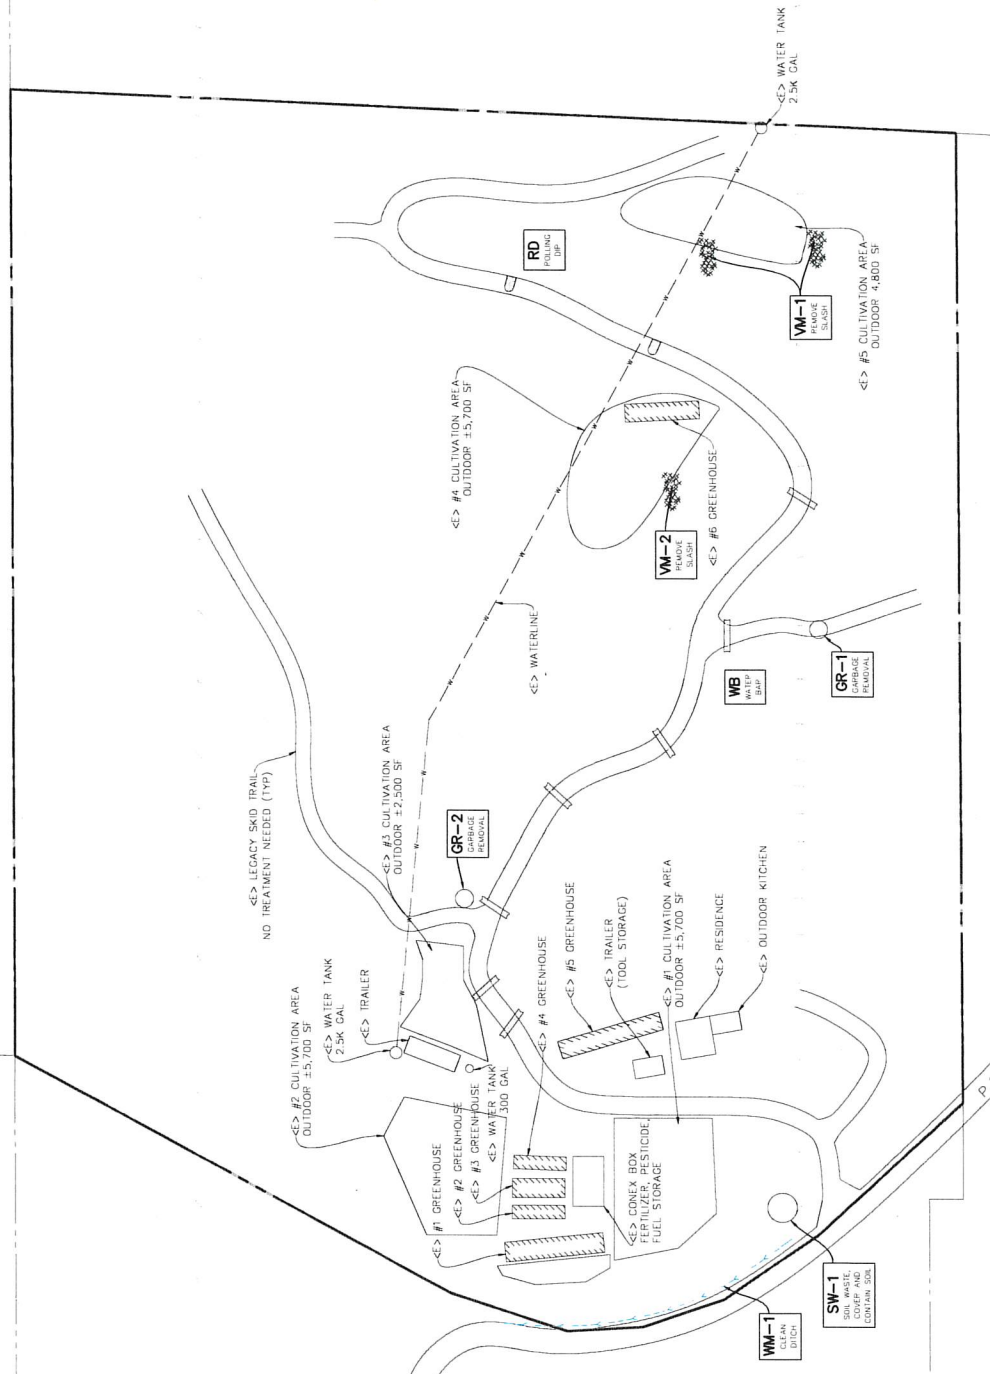 <E> WATER TANK
2.5K GAL
RD
ROLLING
DIP
VM-1
REMOVE
SLASH
<E> #5 CULTIVATION AREA
OUTDOOR 4,800 SF
<E> #4 CULTIVATION AREA
OUTDOOR ±5,700 SF
VM-2
REMOVE
SLASH
<E> #6 GREENHOUSE
<E> WATERLINE
WB
WATER
BAR
GR-1
GARBAGE
REMOVAL
<E> LEGACY SKID TRAIL
NO TREATMENT NEEDED (TYP)
<E> #3 CULTIVATION AREA
OUTDOOR ±2,500 SF
GR-2
GARBAGE
REMOVAL
<E> #2 CULTIVATION AREA
OUTDOOR ±5,700 SF
<E> WATER TANK
2.5K GAL
<E> TRAILER
<E> #1 GREENHOUSE
<E> #2 GREENHOUSE
<E> #3 GREENHOUSE
<E> WATER TANK
300 GAL
<E> #4 GREENHOUSE
<E> #5 GREENHOUSE
<E> TRAILER
(TOOL STORAGE)
<E> #1 CULTIVATION AREA
OUTDOOR ±5,700 SF
<E> RESIDENCE
<E> OUTDOOR KITCHEN
<E> CONEX BOX
FERTILIZER, PESTICIDE,
FUEL STORAGE
SW-1
SOIL WASTE,
COVER AND
CONTAIN SOIL
WM-1
CLEAN
DITCH
P
W
W
W
W
W
W
W
W
W
W
W